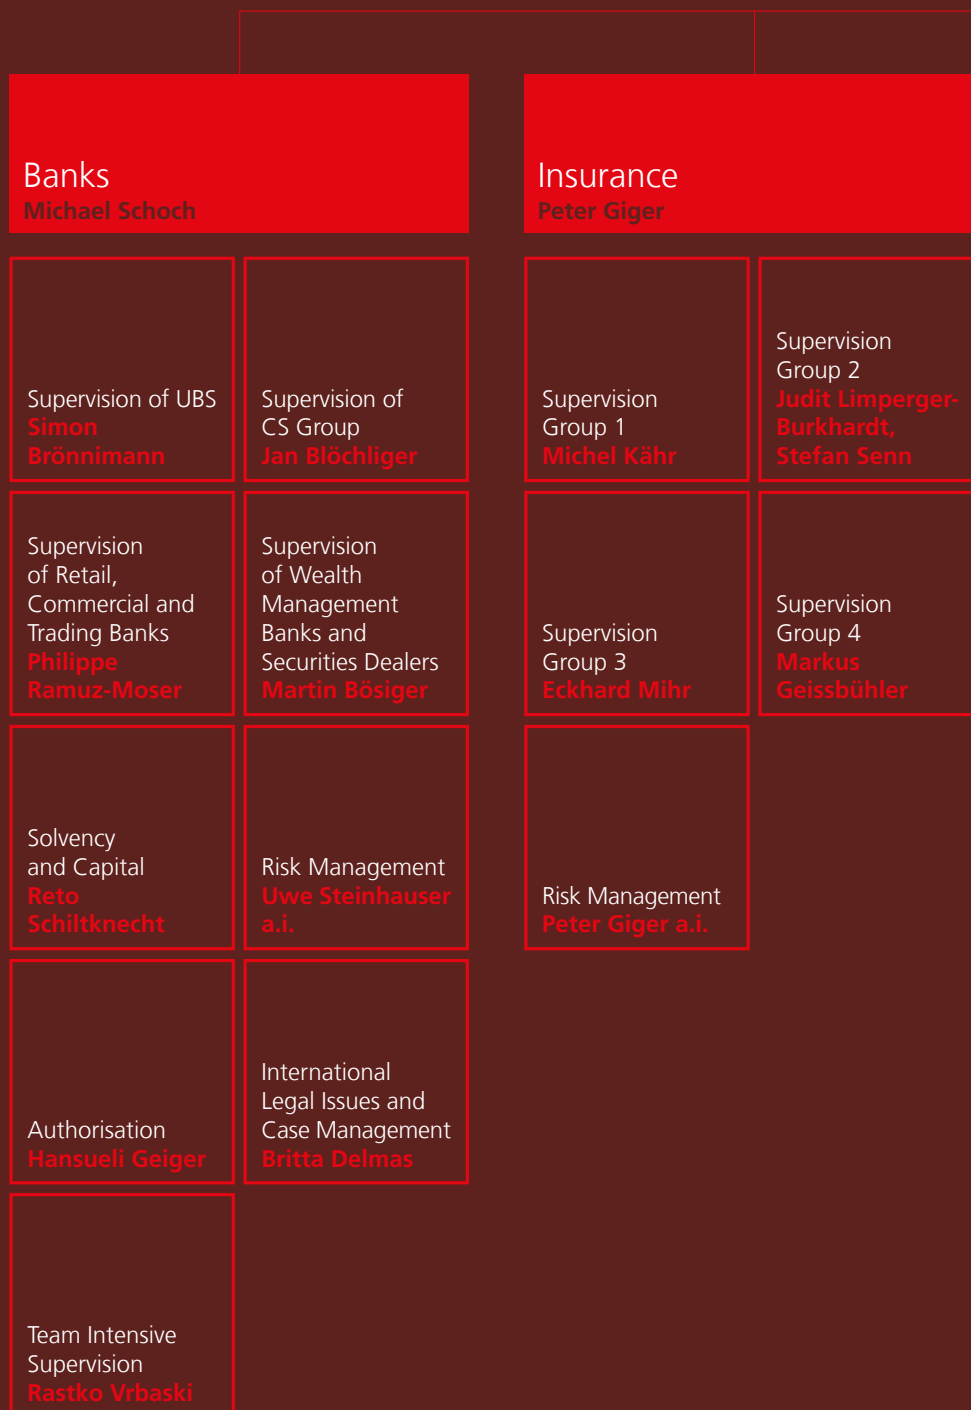 Banks
Michael Schoch
Insurance
Peter Giger
Supervision of UBS
Simon
Brönnimann
Supervision of
CS Group
Jan Blöchliger
Supervision
Group 1
Michel Kähr
Supervision
Group 2
Judit Limperger-
Burkhardt,
Stefan Senn
Supervision
of Retail,
Commercial and
Trading Banks
Philippe
Ramuz-Moser
Supervision
of Wealth
Management
Banks and
Securities Dealers
Martin Bösiger
Supervision
Group 3
Eckhard Mihr
Supervision
Group 4
Markus
Geissbühler
Solvency
and Capital
Reto
Schiltknecht
Risk Management
Uwe Steinhauser
a.i.
Risk Management
Peter Giger a.i.
Authorisation
Hansueli Geiger
International
Legal Issues and
Case Management
Britta Delmas
Team Intensive
Supervision
Rastko Vrbaski